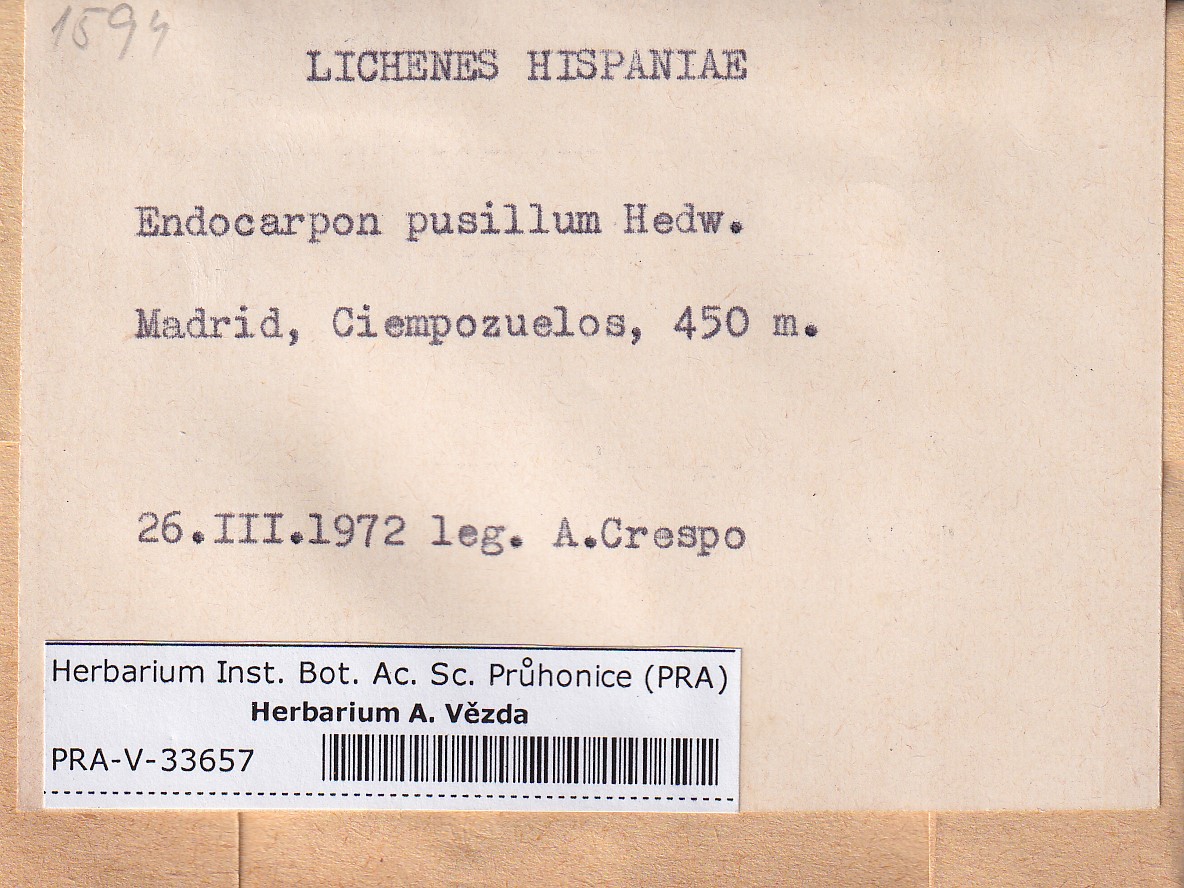 1594
LICHENES HISPANIAE
Endocarpon pusillum Hedw.
Madrid, Ciempozuelos, 450 m.
26.III.1972 leg. A.Crespo
Herbarium Inst. Bot. Ac. Sc. Průhonice (PRA)
Herbarium A. Vězda
PRA-V-33657